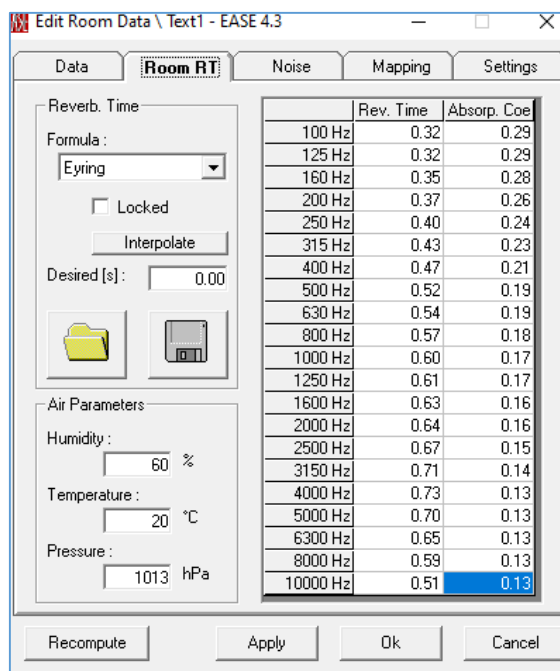 Edit Room Data \ Text1 - EASE 4.3
Data Room RT Noise Mapping Settings
Reverb. Time
Formula :
Eyring
Locked
Interpolate
Desired [s] : 0.00
Air Parameters
Humidity :
60 %
Temperature :
20 °C
Pressure :
1013 hPa
Rev. Time Absorp. Coe
100 Hz 0.32 0.29
125 Hz 0.32 0.29
160 Hz 0.35 0.28
200 Hz 0.37 0.26
250 Hz 0.40 0.24
315 Hz 0.43 0.23
400 Hz 0.47 0.21
500 Hz 0.52 0.19
630 Hz 0.54 0.19
800 Hz 0.57 0.18
1000 Hz 0.60 0.17
1250 Hz 0.61 0.17
1600 Hz 0.63 0.16
2000 Hz 0.64 0.16
2500 Hz 0.67 0.15
3150 Hz 0.71 0.14
4000 Hz 0.73 0.13
5000 Hz 0.70 0.13
6300 Hz 0.65 0.13
8000 Hz 0.59 0.13
10000 Hz 0.51 0.13
Recompute Apply Ok Cancel